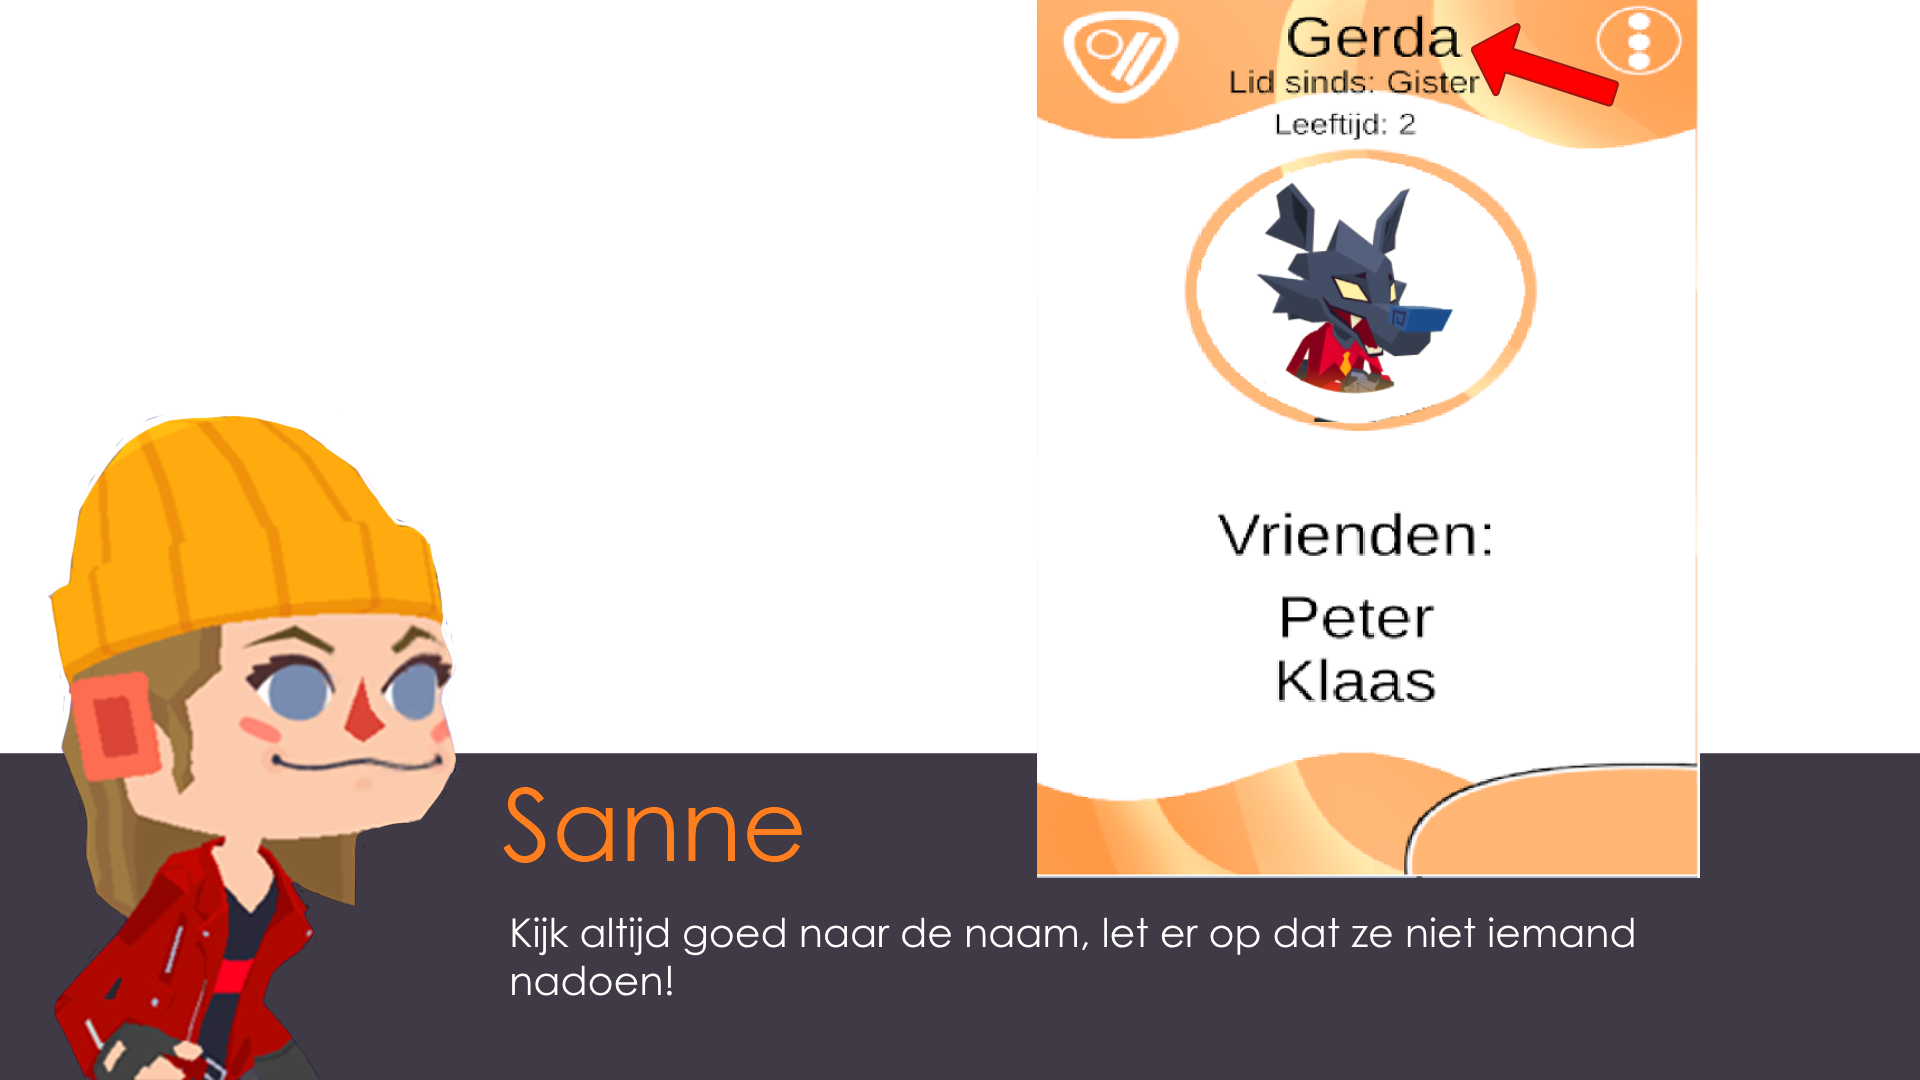 Gerda
Lid sinds: Gister
Leeftijd: 2
Vrienden:
Peter
Klaas
Sanne
Kijk altijd goed naar de naam, let er op dat ze niet iemand
nadoen!